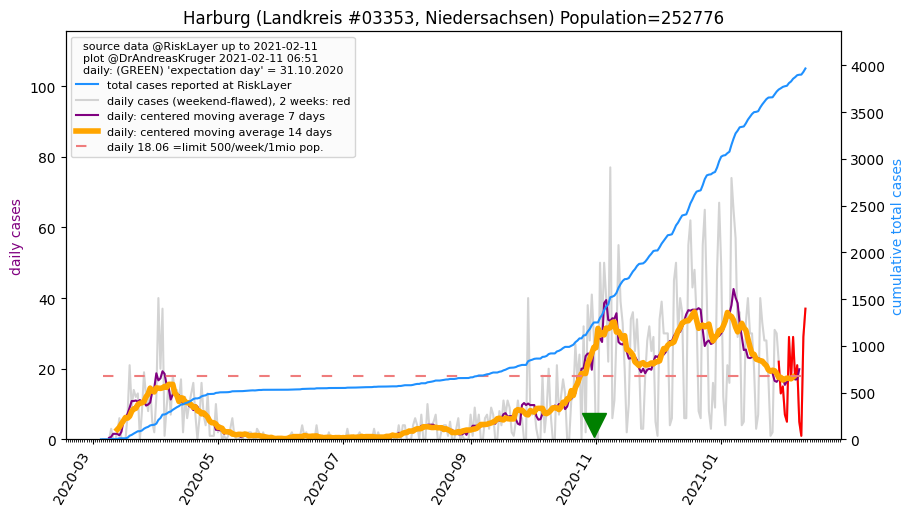 Harburg (Landkreis #03353, Niedersachsen) Population=252776
source data @RiskLayer up to 2021-02-11
plot @DrAndreasKruger 2021-02-11 06:51
daily: (GREEN) 'expectation day' = 31.10.2020
total cases reported at RiskLayer
daily cases (weekend-flawed), 2 weeks: red
daily: centered moving average 7 days
daily: centered moving average 14 days
daily 18.06 =limit 500/week/1mio pop.
daily cases
100
80
60
40
20
0
cumulative total cases
4000
3500
3000
2500
2000
1500
1000
500
0
2020-03
2020-05
2020-07
2020-09
2020-11
2021-01